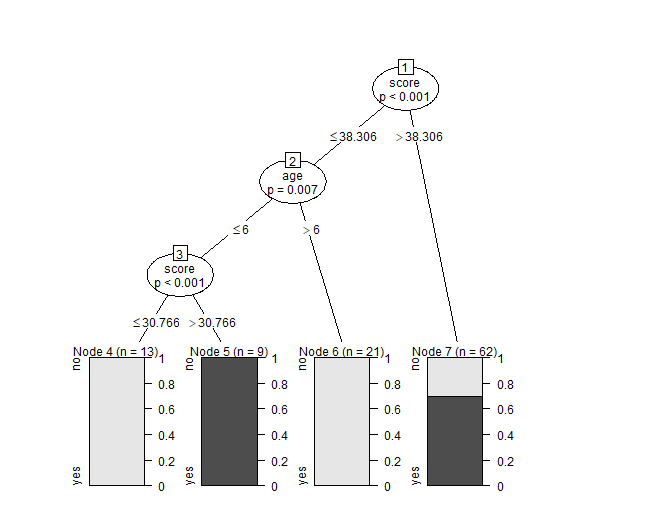 1
score
p < 0.001
≤38.306 >38.306
2
age
p = 0.007
≤6 >6
3
score
p < 0.001
≤30.766 >30.766
Node 4 (n = 13) Node 5 (n = 9) Node 6 (n = 21) Node 7 (n = 62)
no 1 no 1 no 1 no 1
0.8 0.8 0.8 0.8
0.6 0.6 0.6 0.6
0.4 0.4 0.4 0.4
yes 0.2 yes 0.2 yes 0.2 yes 0.2
0 0 0 0